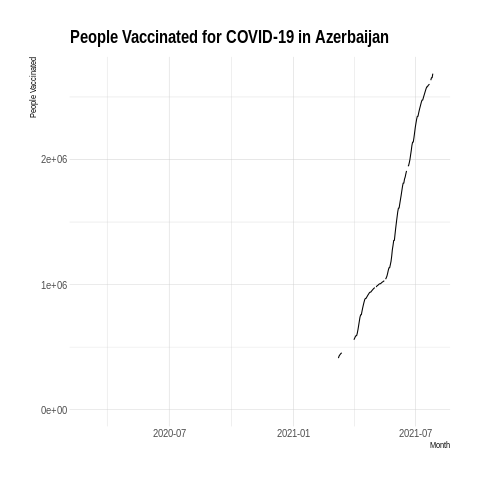 People Vaccinated for COVID-19 in Azerbaijan
People Vaccinated
2e+06
1e+06
0e+00
2020-07 2021-01 2021-07
Month